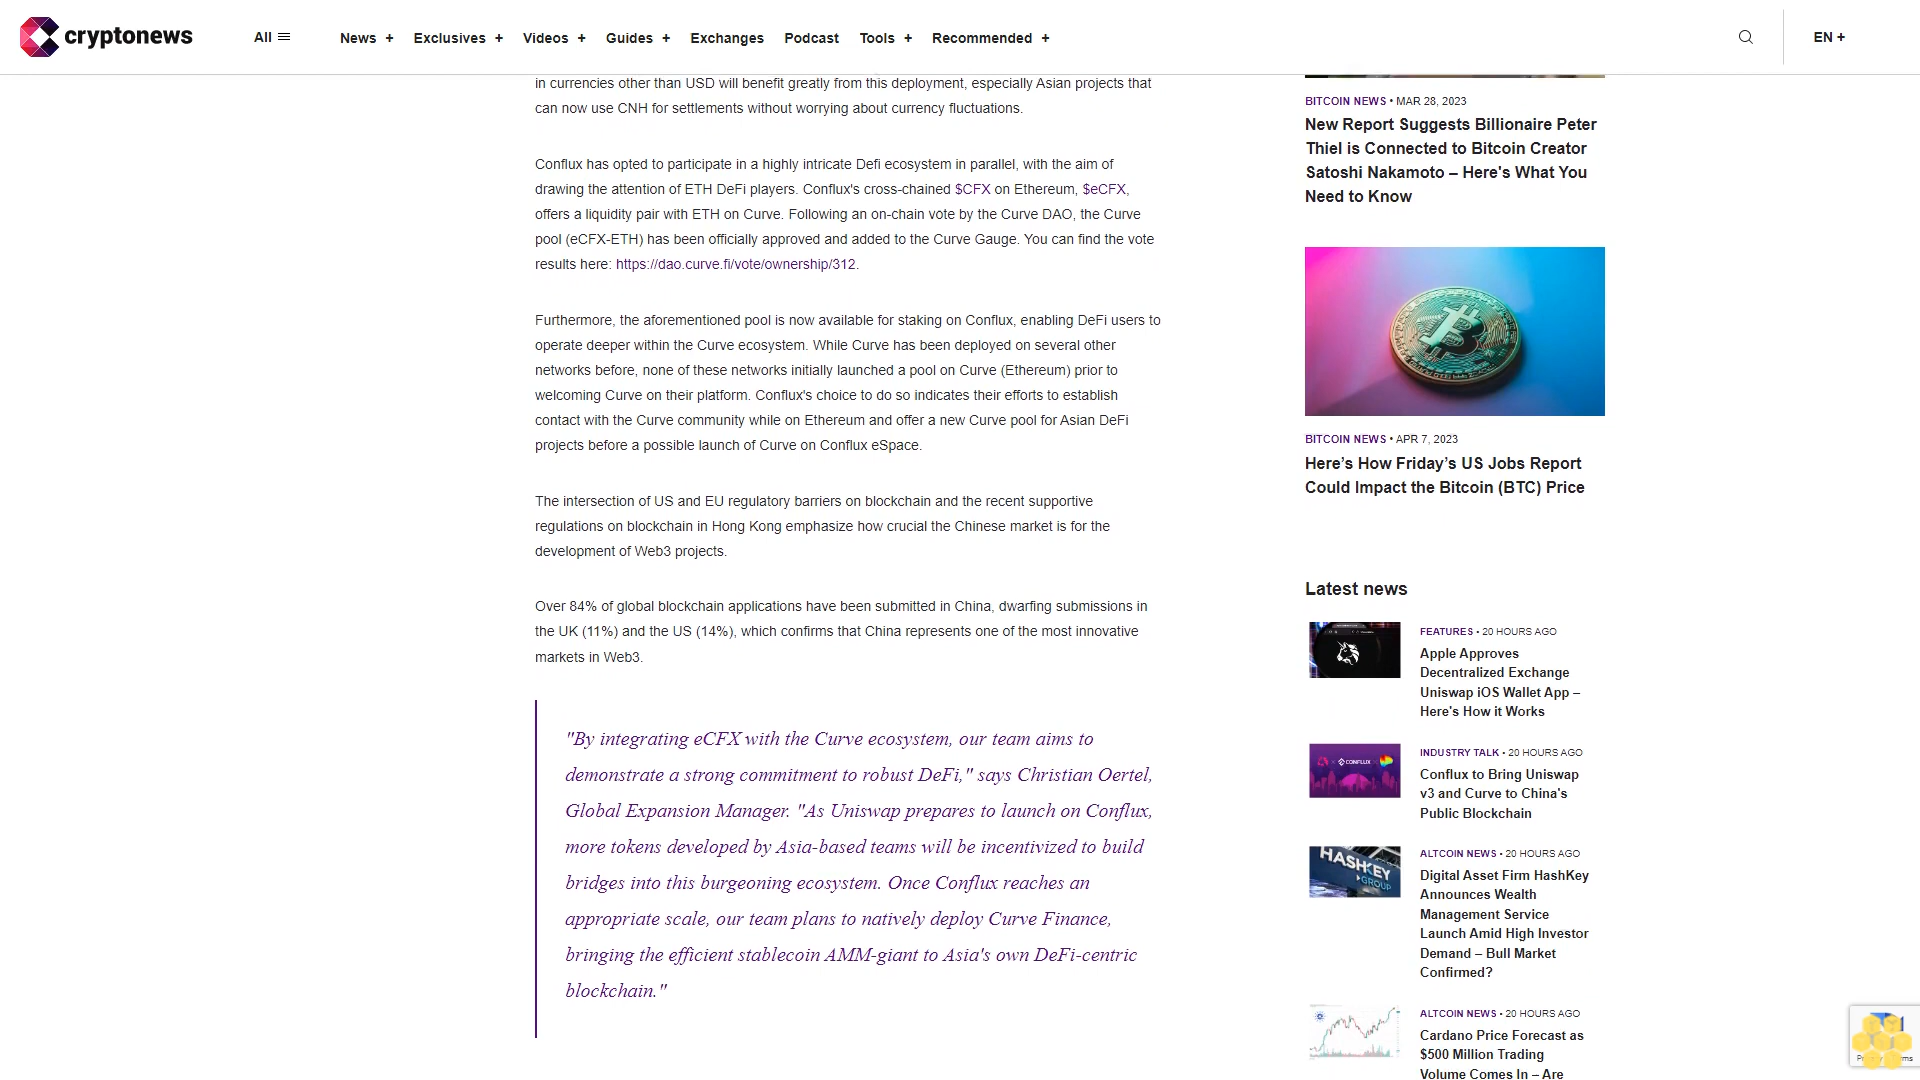 cryptonews
All
News +
Exclusives +
Videos +
Guides +
Exchanges
Podcast
Tools +
Recommended +
EN +
in currencies other than USD will benefit greatly from this deployment, especially Asian projects that
can now use CNH for settlements without worrying about currency fluctuations.
Conflux has opted to participate in a highly intricate Defi ecosystem in parallel, with the aim of
drawing the attention of ETH DeFi players. Conflux's cross-chained $CFX on Ethereum, $eCFX,
offers a liquidity pair with ETH on Curve. Following an on-chain vote by the Curve DAO, the Curve
pool (eCFX-ETH) has been officially approved and added to the Curve Gauge. You can find the vote
results here: https://dao.curve.fi/vote/ownership/312.
Furthermore, the aforementioned pool is now available for staking on Conflux, enabling DeFi users to
operate deeper within the Curve ecosystem. While Curve has been deployed on several other
networks before, none of these networks initially launched a pool on Curve (Ethereum) prior to
welcoming Curve on their platform. Conflux's choice to do so indicates their efforts to establish
contact with the Curve community while on Ethereum and offer a new Curve pool for Asian DeFi
projects before a possible launch of Curve on Conflux eSpace.
The intersection of US and EU regulatory barriers on blockchain and the recent supportive
regulations on blockchain in Hong Kong emphasize how crucial the Chinese market is for the
development of Web3 projects.
Over 84% of global blockchain applications have been submitted in China, dwarfing submissions in
the UK (11%) and the US (14%), which confirms that China represents one of the most innovative
markets in Web3.
"By integrating eCFX with the Curve ecosystem, our team aims to
demonstrate a strong commitment to robust DeFi," says Christian Oertel,
Global Expansion Manager. "As Uniswap prepares to launch on Conflux,
more tokens developed by Asia-based teams will be incentivized to build
bridges into this burgeoning ecosystem. Once Conflux reaches an
appropriate scale, our team plans to natively deploy Curve Finance,
bringing the efficient stablecoin AMM-giant to Asia's own DeFi-centric
blockchain."
BITCOIN NEWS • MAR 28, 2023
New Report Suggests Billionaire Peter
Thiel is Connected to Bitcoin Creator
Satoshi Nakamoto – Here's What You
Need to Know
BITCOIN NEWS • APR 7, 2023
Here’s How Friday’s US Jobs Report
Could Impact the Bitcoin (BTC) Price
Latest news
FEATURES • 20 HOURS AGO
Apple Approves
Decentralized Exchange
Uniswap iOS Wallet App –
Here's How it Works
CONFLUX
INDUSTRY TALK • 20 HOURS AGO
Conflux to Bring Uniswap
v3 and Curve to China's
Public Blockchain
HASHKEY
GROUP
ALTCOIN NEWS • 20 HOURS AGO
Digital Asset Firm HashKey
Announces Wealth
Management Service
Launch Amid High Investor
Demand – Bull Market
Confirmed?
ALTCOIN NEWS • 20 HOURS AGO
Cardano Price Forecast as
$500 Million Trading
Volume Comes In – Are